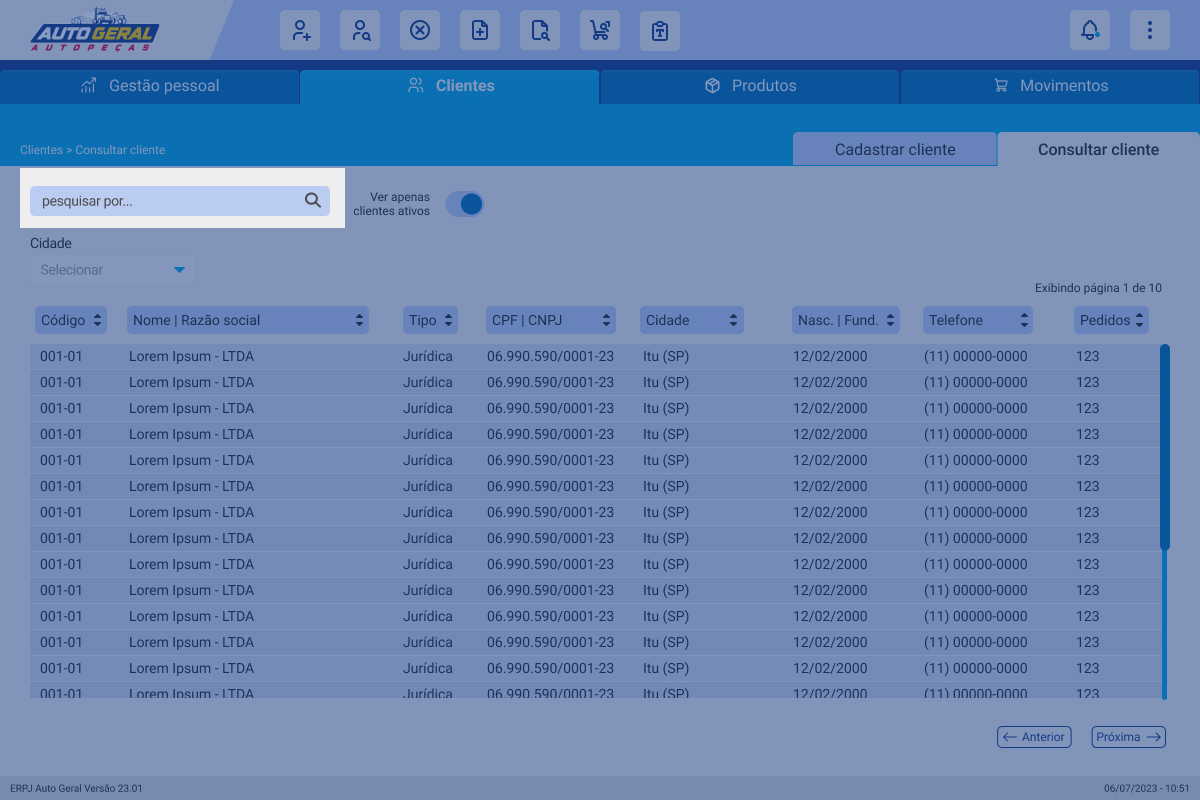 AUTO GERAL
AUTOPEÇAS
Gestão pessoal
Clientes
Produtos
Movimentos
Clientes > Consultar cliente
Cadastrar cliente
Consultar cliente
pesquisar por...
Ver apenas
clientes ativos
Cidade
Selecionar
Exibindo página 1 de 10
Código Nome | Razão social Tipo CPF | CNPJ Cidade Nasc. | Fund. Telefone Pedidos
001-01 Lorem Ipsum - LTDA Jurídica 06.990.590/0001-23 Itu (SP) 12/02/2000 (11) 00000-0000 123
001-01 Lorem Ipsum - LTDA Jurídica 06.990.590/0001-23 Itu (SP) 12/02/2000 (11) 00000-0000 123
001-01 Lorem Ipsum - LTDA Jurídica 06.990.590/0001-23 Itu (SP) 12/02/2000 (11) 00000-0000 123
001-01 Lorem Ipsum - LTDA Jurídica 06.990.590/0001-23 Itu (SP) 12/02/2000 (11) 00000-0000 123
001-01 Lorem Ipsum - LTDA Jurídica 06.990.590/0001-23 Itu (SP) 12/02/2000 (11) 00000-0000 123
001-01 Lorem Ipsum - LTDA Jurídica 06.990.590/0001-23 Itu (SP) 12/02/2000 (11) 00000-0000 123
001-01 Lorem Ipsum - LTDA Jurídica 06.990.590/0001-23 Itu (SP) 12/02/2000 (11) 00000-0000 123
001-01 Lorem Ipsum - LTDA Jurídica 06.990.590/0001-23 Itu (SP) 12/02/2000 (11) 00000-0000 123
001-01 Lorem Ipsum - LTDA Jurídica 06.990.590/0001-23 Itu (SP) 12/02/2000 (11) 00000-0000 123
001-01 Lorem Ipsum - LTDA Jurídica 06.990.590/0001-23 Itu (SP) 12/02/2000 (11) 00000-0000 123
001-01 Lorem Ipsum - LTDA Jurídica 06.990.590/0001-23 Itu (SP) 12/02/2000 (11) 00000-0000 123
001-01 Lorem Ipsum - LTDA Jurídica 06.990.590/0001-23 Itu (SP) 12/02/2000 (11) 00000-0000 123
001-01 Lorem Ipsum - LTDA Jurídica 06.990.590/0001-23 Itu (SP) 12/02/2000 (11) 00000-0000 123
001-01 Lorem Ipsum - LTDA Jurídica 06.990.590/0001-23 Itu (SP) 12/02/2000 (11) 00000-0000 123
Anterior
Próxima
ERPJ Auto Geral Versão 23.01
06/07/2023 - 10:51